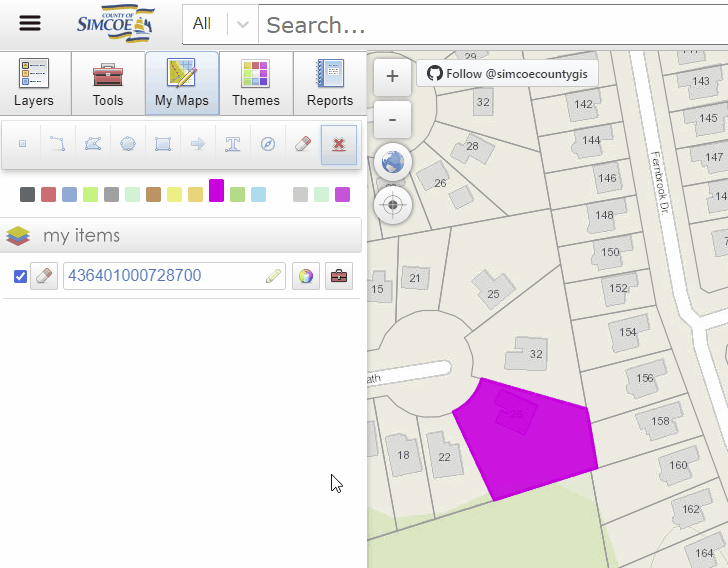 COUNTY OF
SIMCOE
All
Search...
Layers
Tools
My Maps
Themes
Reports
my items
436401000728700
+
Follow @simcoecountygis
-
29
32
28
26
142
143
144
145
146
147
148
150
152
154
156
158
160
162
164
Fernbrook Dr.
15
21
25
32
ath
18
22